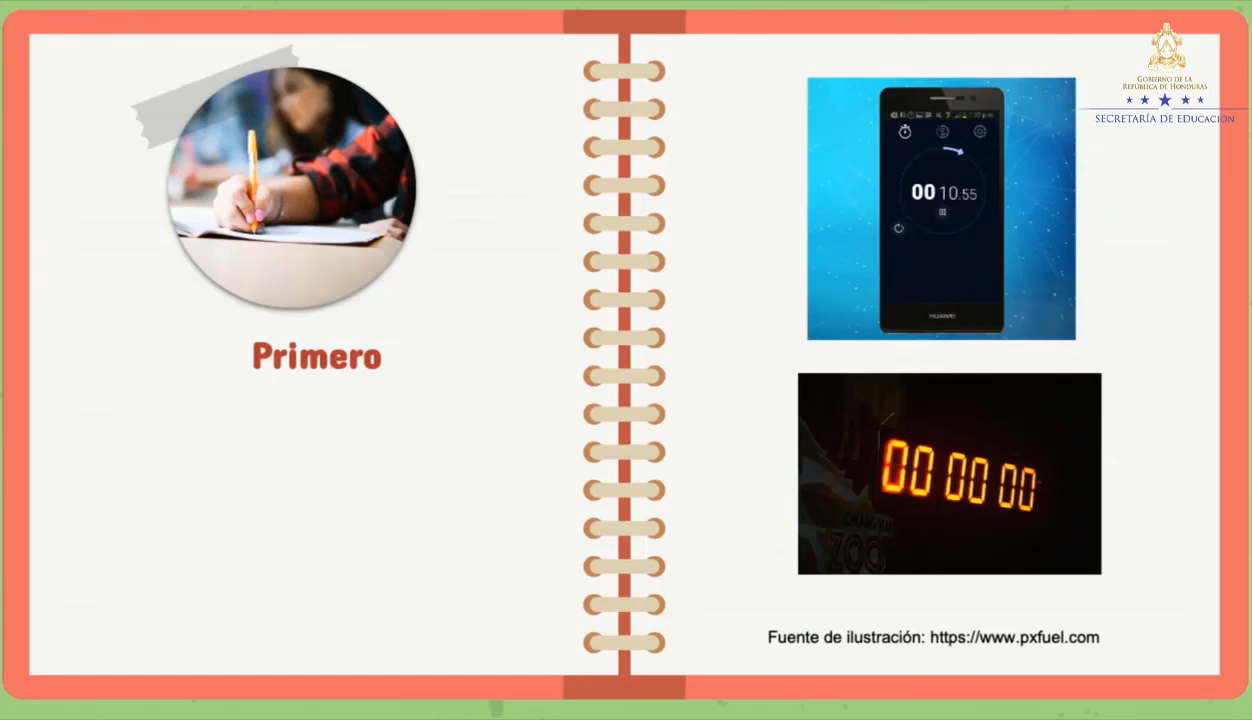 Primero
GOBIERNO DE LA
REPÚBLICA DE HONDURAS
SECRETARÍA DE EDUCACIÓN
00 10.55
HUAWEI
00 00 00
ZOO
Fuente de ilustración: https://www.pxfuel.com